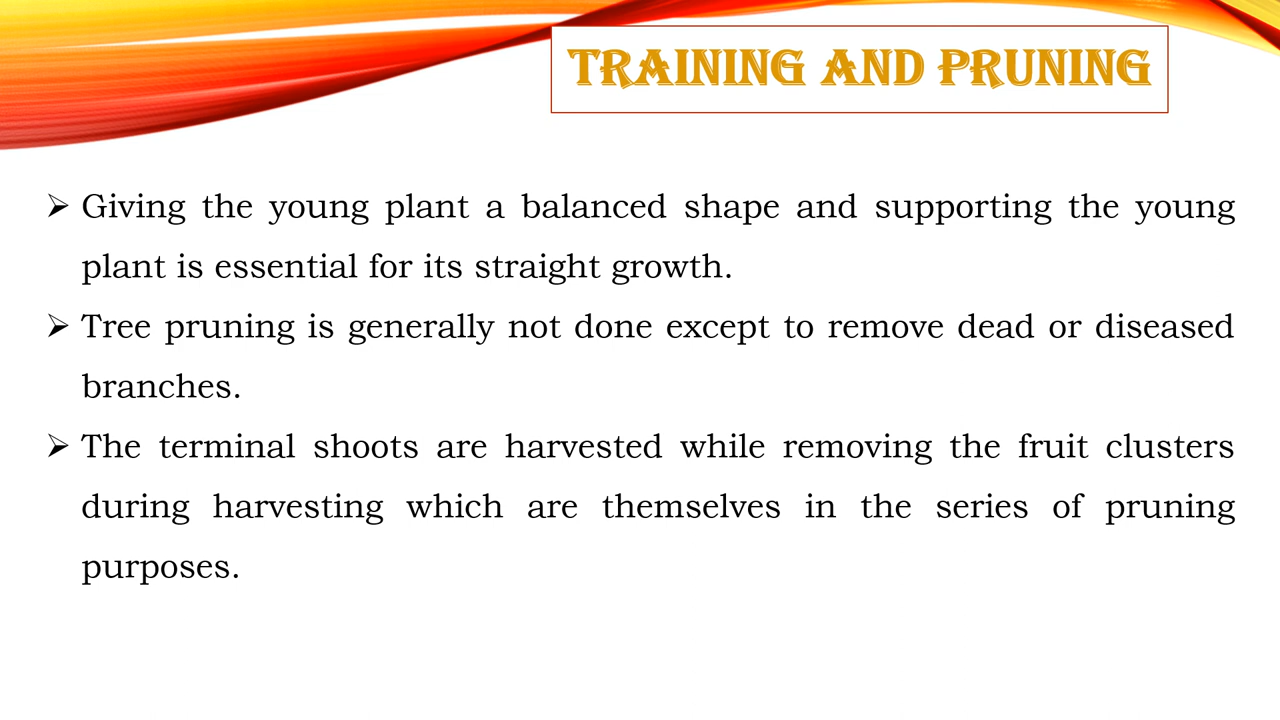 TRAINING AND PRUNING
➢ Giving the young plant a balanced shape and supporting the young
plant is essential for its straight growth.
➢ Tree pruning is generally not done except to remove dead or diseased
branches.
➢ The terminal shoots are harvested while removing the fruit clusters
during harvesting which are themselves in the series of pruning
purposes.